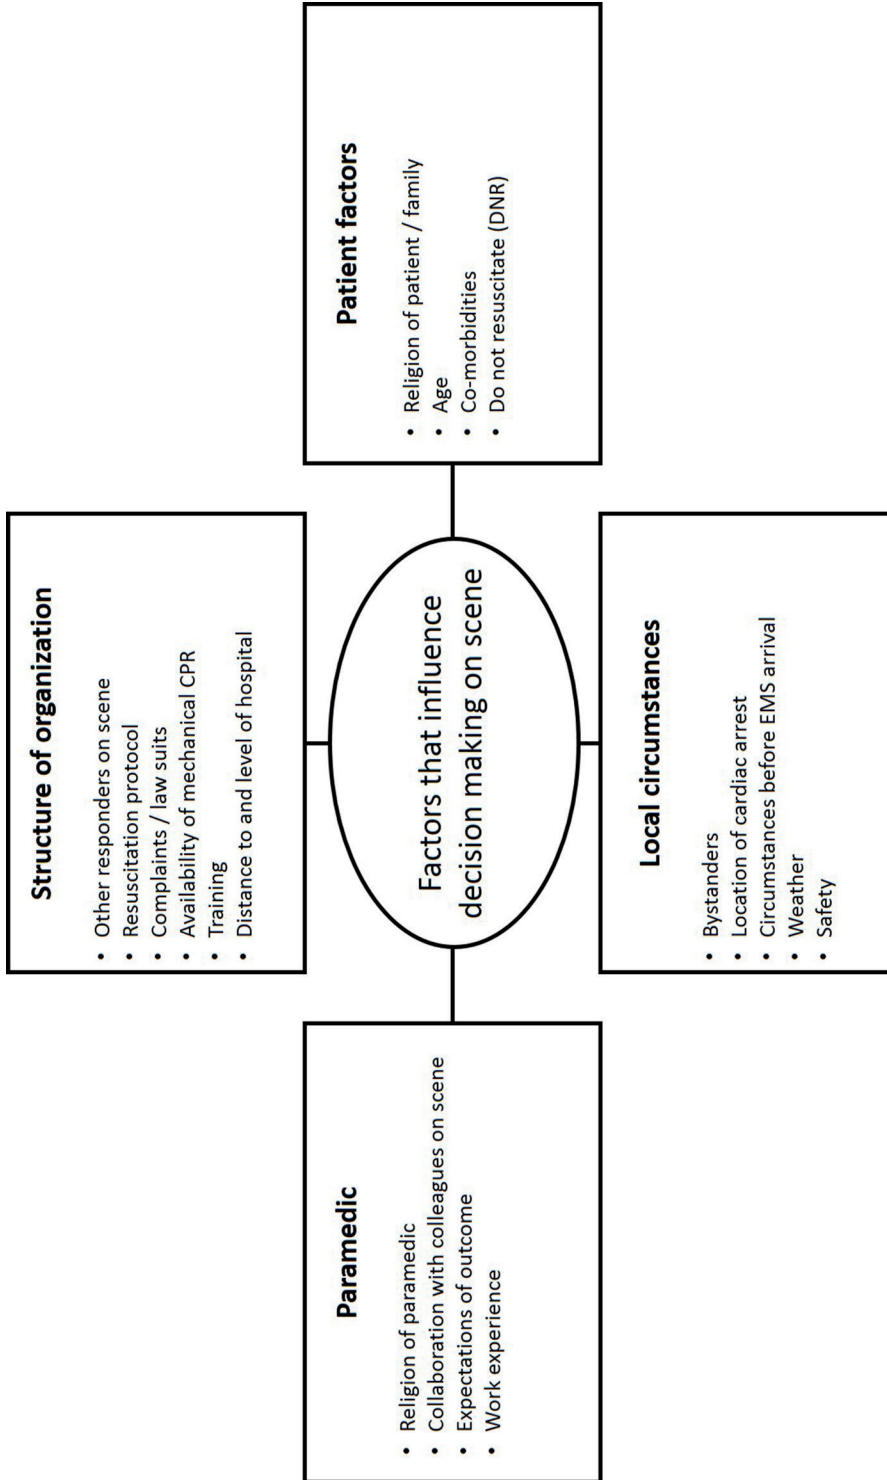 Structure of organization
• Other responders on scene
• Resuscitation protocol
• Complaints / law suits
• Availability of mechanical CPR
• Training
• Distance to and level of hospital
Paramedic
• Religion of paramedic
• Collaboration with colleagues on scene
• Expectations of outcome
• Work experience
Factors that influence
decision making on scene
Patient factors
• Religion of patient / family
• Age
• Co-morbidities
• Do not resuscitate (DNR)
Local circumstances
• Bystanders
• Location of cardiac arrest
• Circumstances before EMS arrival
• Weather
• Safety